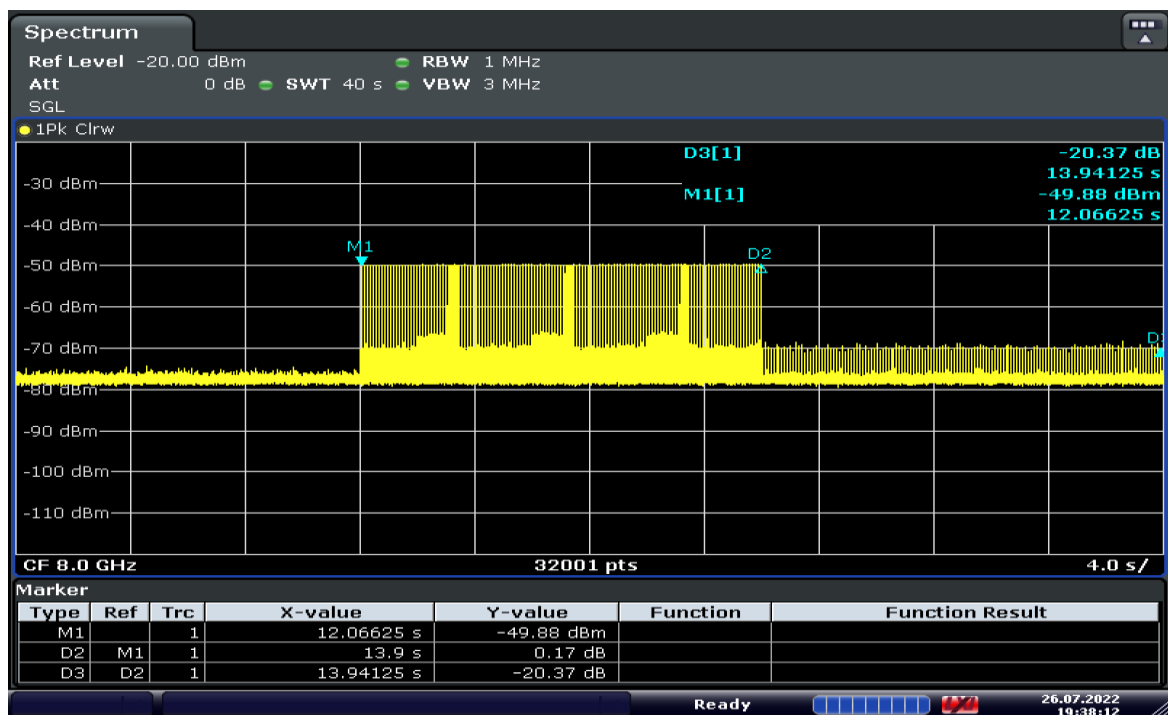 Spectrum
Ref Level -20.00 dBm RBW 1 MHz
Att 0 dB SWT 40 s VBW 3 MHz
SGL
1Pk Clrw
D3[1] -20.37 dB
13.94125 s
M1[1] -49.88 dBm
12.06625 s
-30 dBm
-40 dBm
M1
D2
-50 dBm
-60 dBm
-70 dBm
-80 dBm
-90 dBm
-100 dBm
-110 dBm
CF 8.0 GHz 32001 pts 4.0 s/
Marker
Type Ref Trc X-value Y-value Function Function Result
M1 1 12.06625 s -49.88 dBm
D2 M1 1 13.9 s 0.17 dB
D3 D2 1 13.94125 s -20.37 dB
Ready 26.07.2022
19:38:12